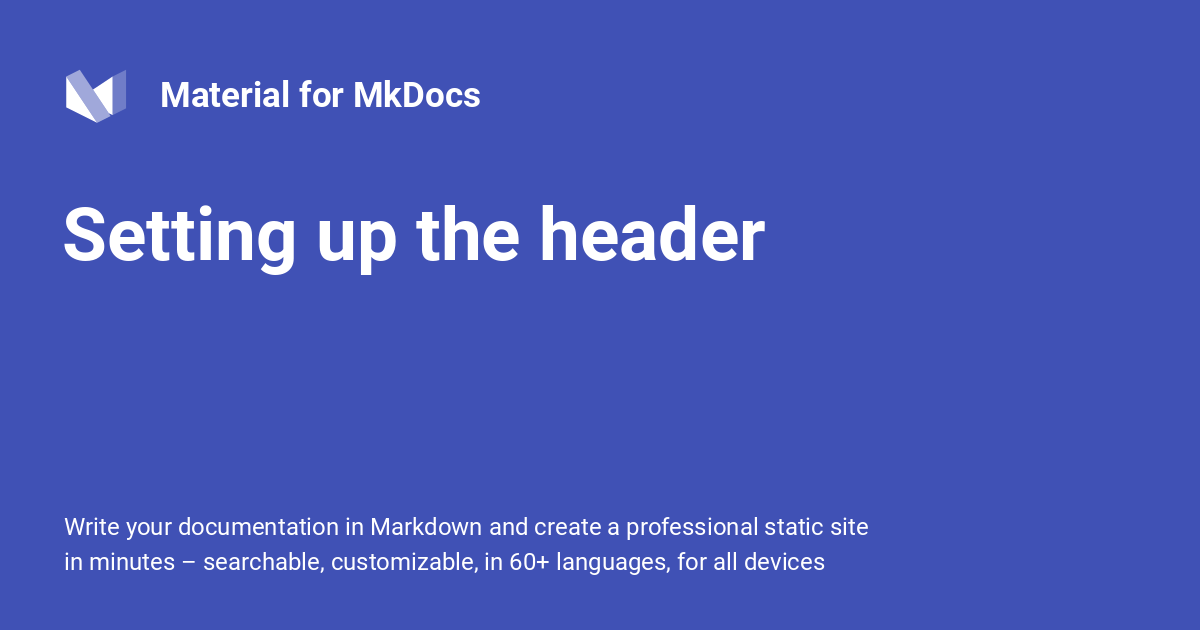 Material for MkDocs
Setting up the header
Write your documentation in Markdown and create a professional static site
in minutes – searchable, customizable, in 60+ languages, for all devices